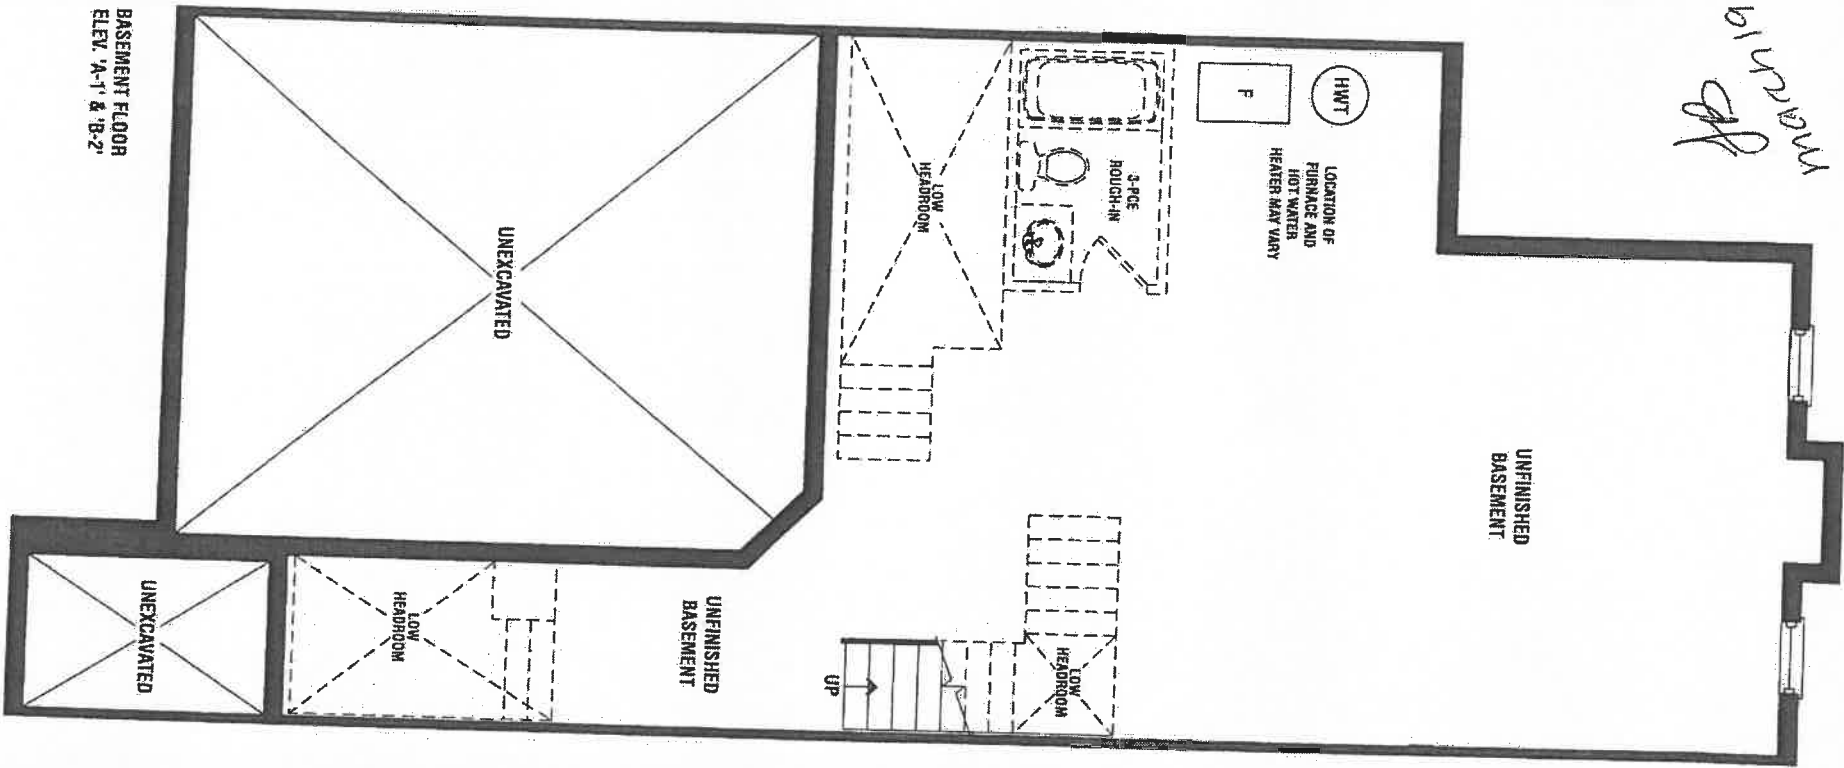 UNFINISHED
BASEMENT
HWT
F
LOCATION OF
FURNACE AND
HOT WATER
HEATER MAY VARY
3-PCE
ROUGH-IN
LOW
HEADROOM
LOW
HEADROOM
UP
UNFINISHED
BASEMENT
UNEXCAVATED
LOW
HEADROOM
UNEXCAVATED
BASEMENT FLOOR
ELEV. 'A-1' & 'B-2'